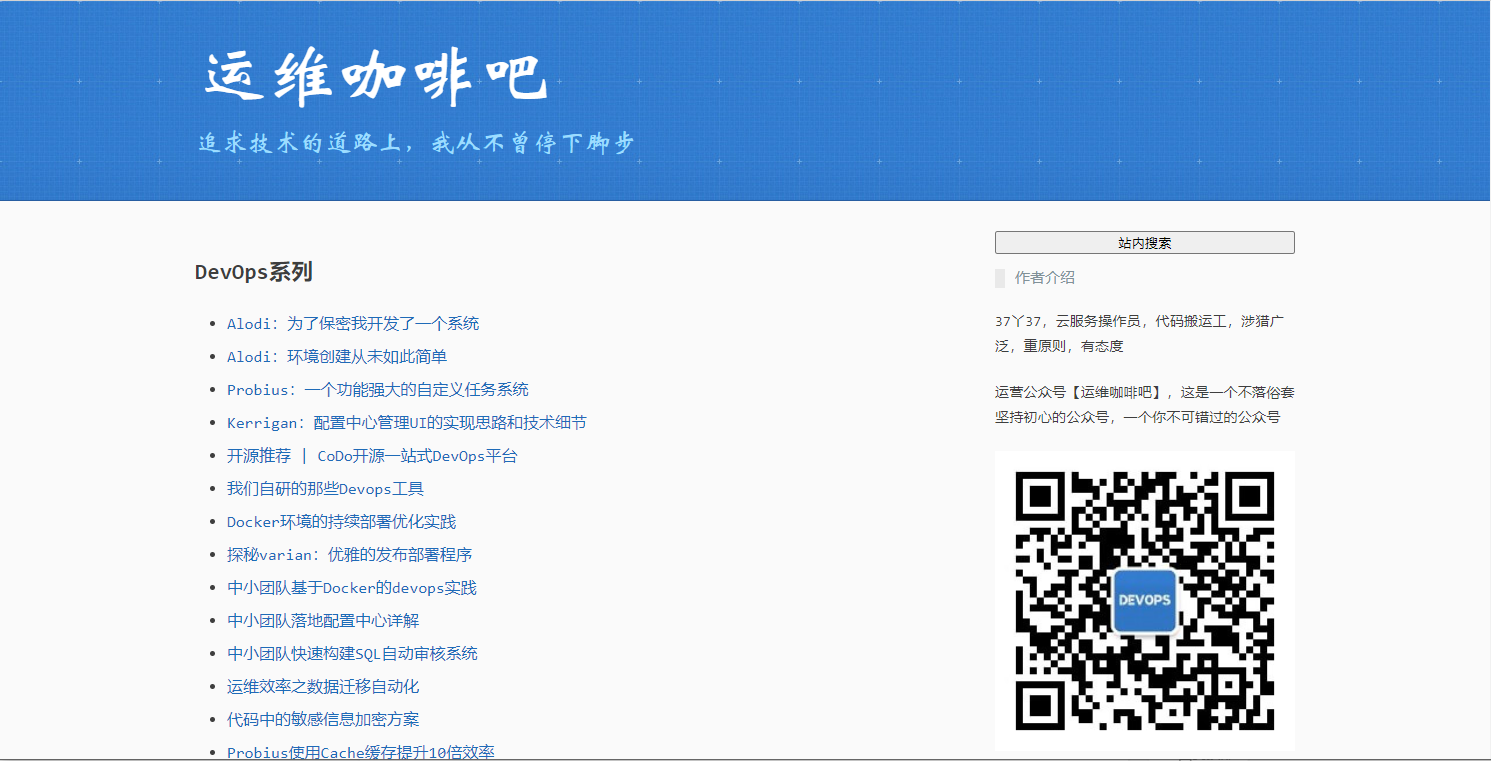 运维咖啡吧
追求技术的道路上，我从不曾停下脚步
DevOps系列
Alodi：为了保密我开发了一个系统
Alodi：环境创建从未如此简单
Probius：一个功能强大的自定义任务系统
Kerrigan：配置中心管理UI的实现思路和技术细节
开源推荐 | CoDo开源一站式DevOps平台
我们自研的那些Devops工具
Docker环境的持续部署优化实践
探秘varian：优雅的发布部署程序
中小团队基于Docker的devops实践
中小团队落地配置中心详解
中小团队快速构建SQL自动审核系统
运维效率之数据迁移自动化
代码中的敏感信息加密方案
Probius使用Cache缓存提升10倍效率
站内搜索
作者介绍
37丫37，云服务操作员，代码搬运工，涉猎广
泛，重原则，有态度
运营公众号【运维咖啡吧】，这是一个不落俗套
坚持初心的公众号，一个你不可错过的公众号
DEVOPS